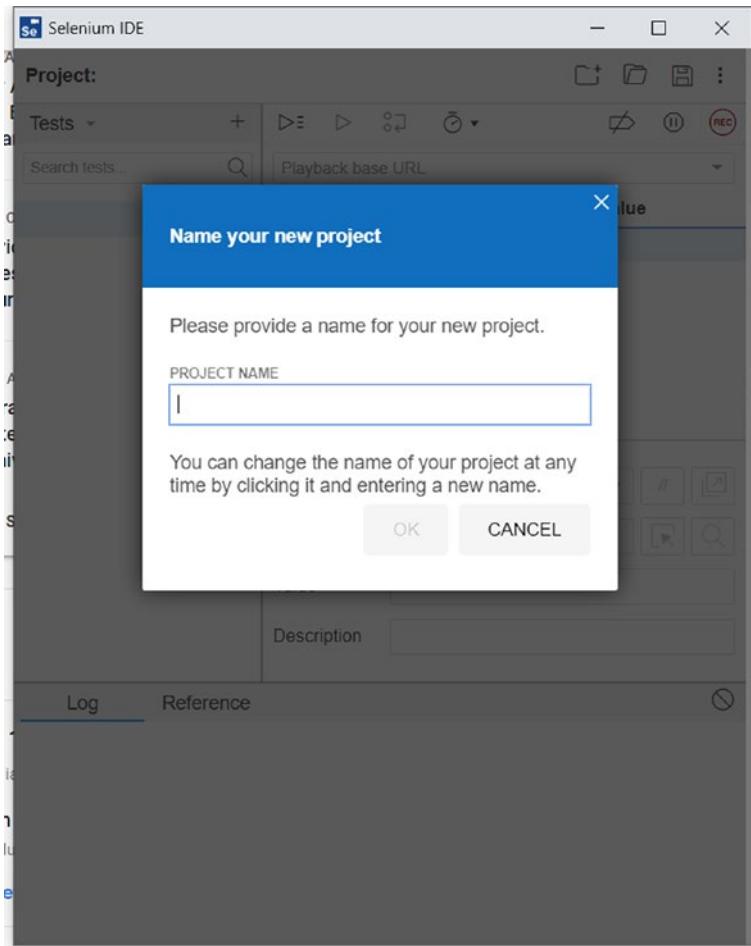 Se Selenium IDE
Project:
Tests
Search tests...
Playback base URL
REC
Name your new project
Please provide a name for your new project.
PROJECT NAME
You can change the name of your project at any
time by clicking it and entering a new name.
OK CANCEL
Description
Log Reference